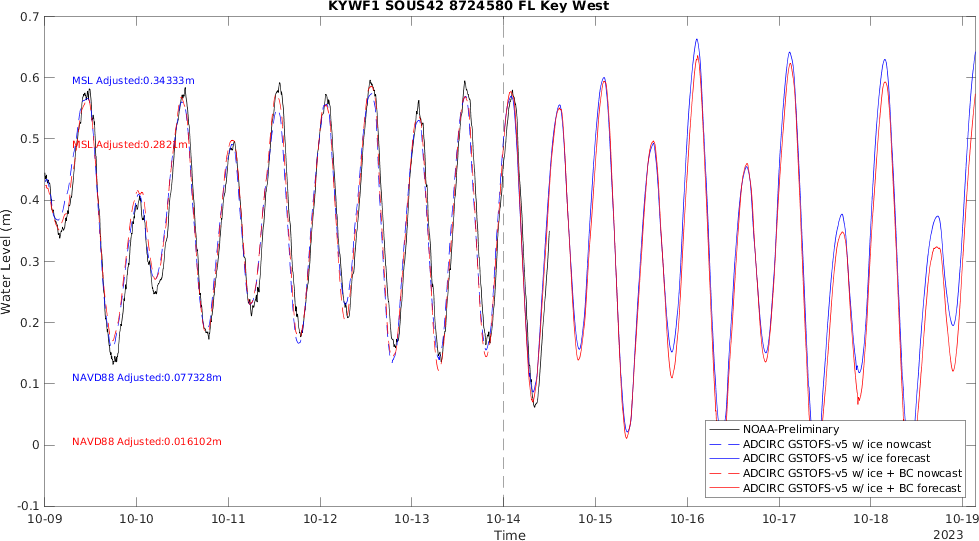 KYWF1 SOUS42 8724580 FL Key West
0.7
0.6
0.5
0.4
0.3
0.2
0.1
0
-0.1
Water Level (m)
MSL Adjusted:0.34333m
MSL Adjusted:0.2821m
NAVD88 Adjusted:0.077328m
NAVD88 Adjusted:0.016102m
NOAA-Preliminary
ADCIRC GSTOFS-v5 w/ ice nowcast
ADCIRC GSTOFS-v5 w/ ice forecast
ADCIRC GSTOFS-v5 w/ ice + BC nowcast
ADCIRC GSTOFS-v5 w/ ice + BC forecast
10-09 10-10 10-11 10-12 10-13 10-14 10-15 10-16 10-17 10-18 10-19
Time
2023